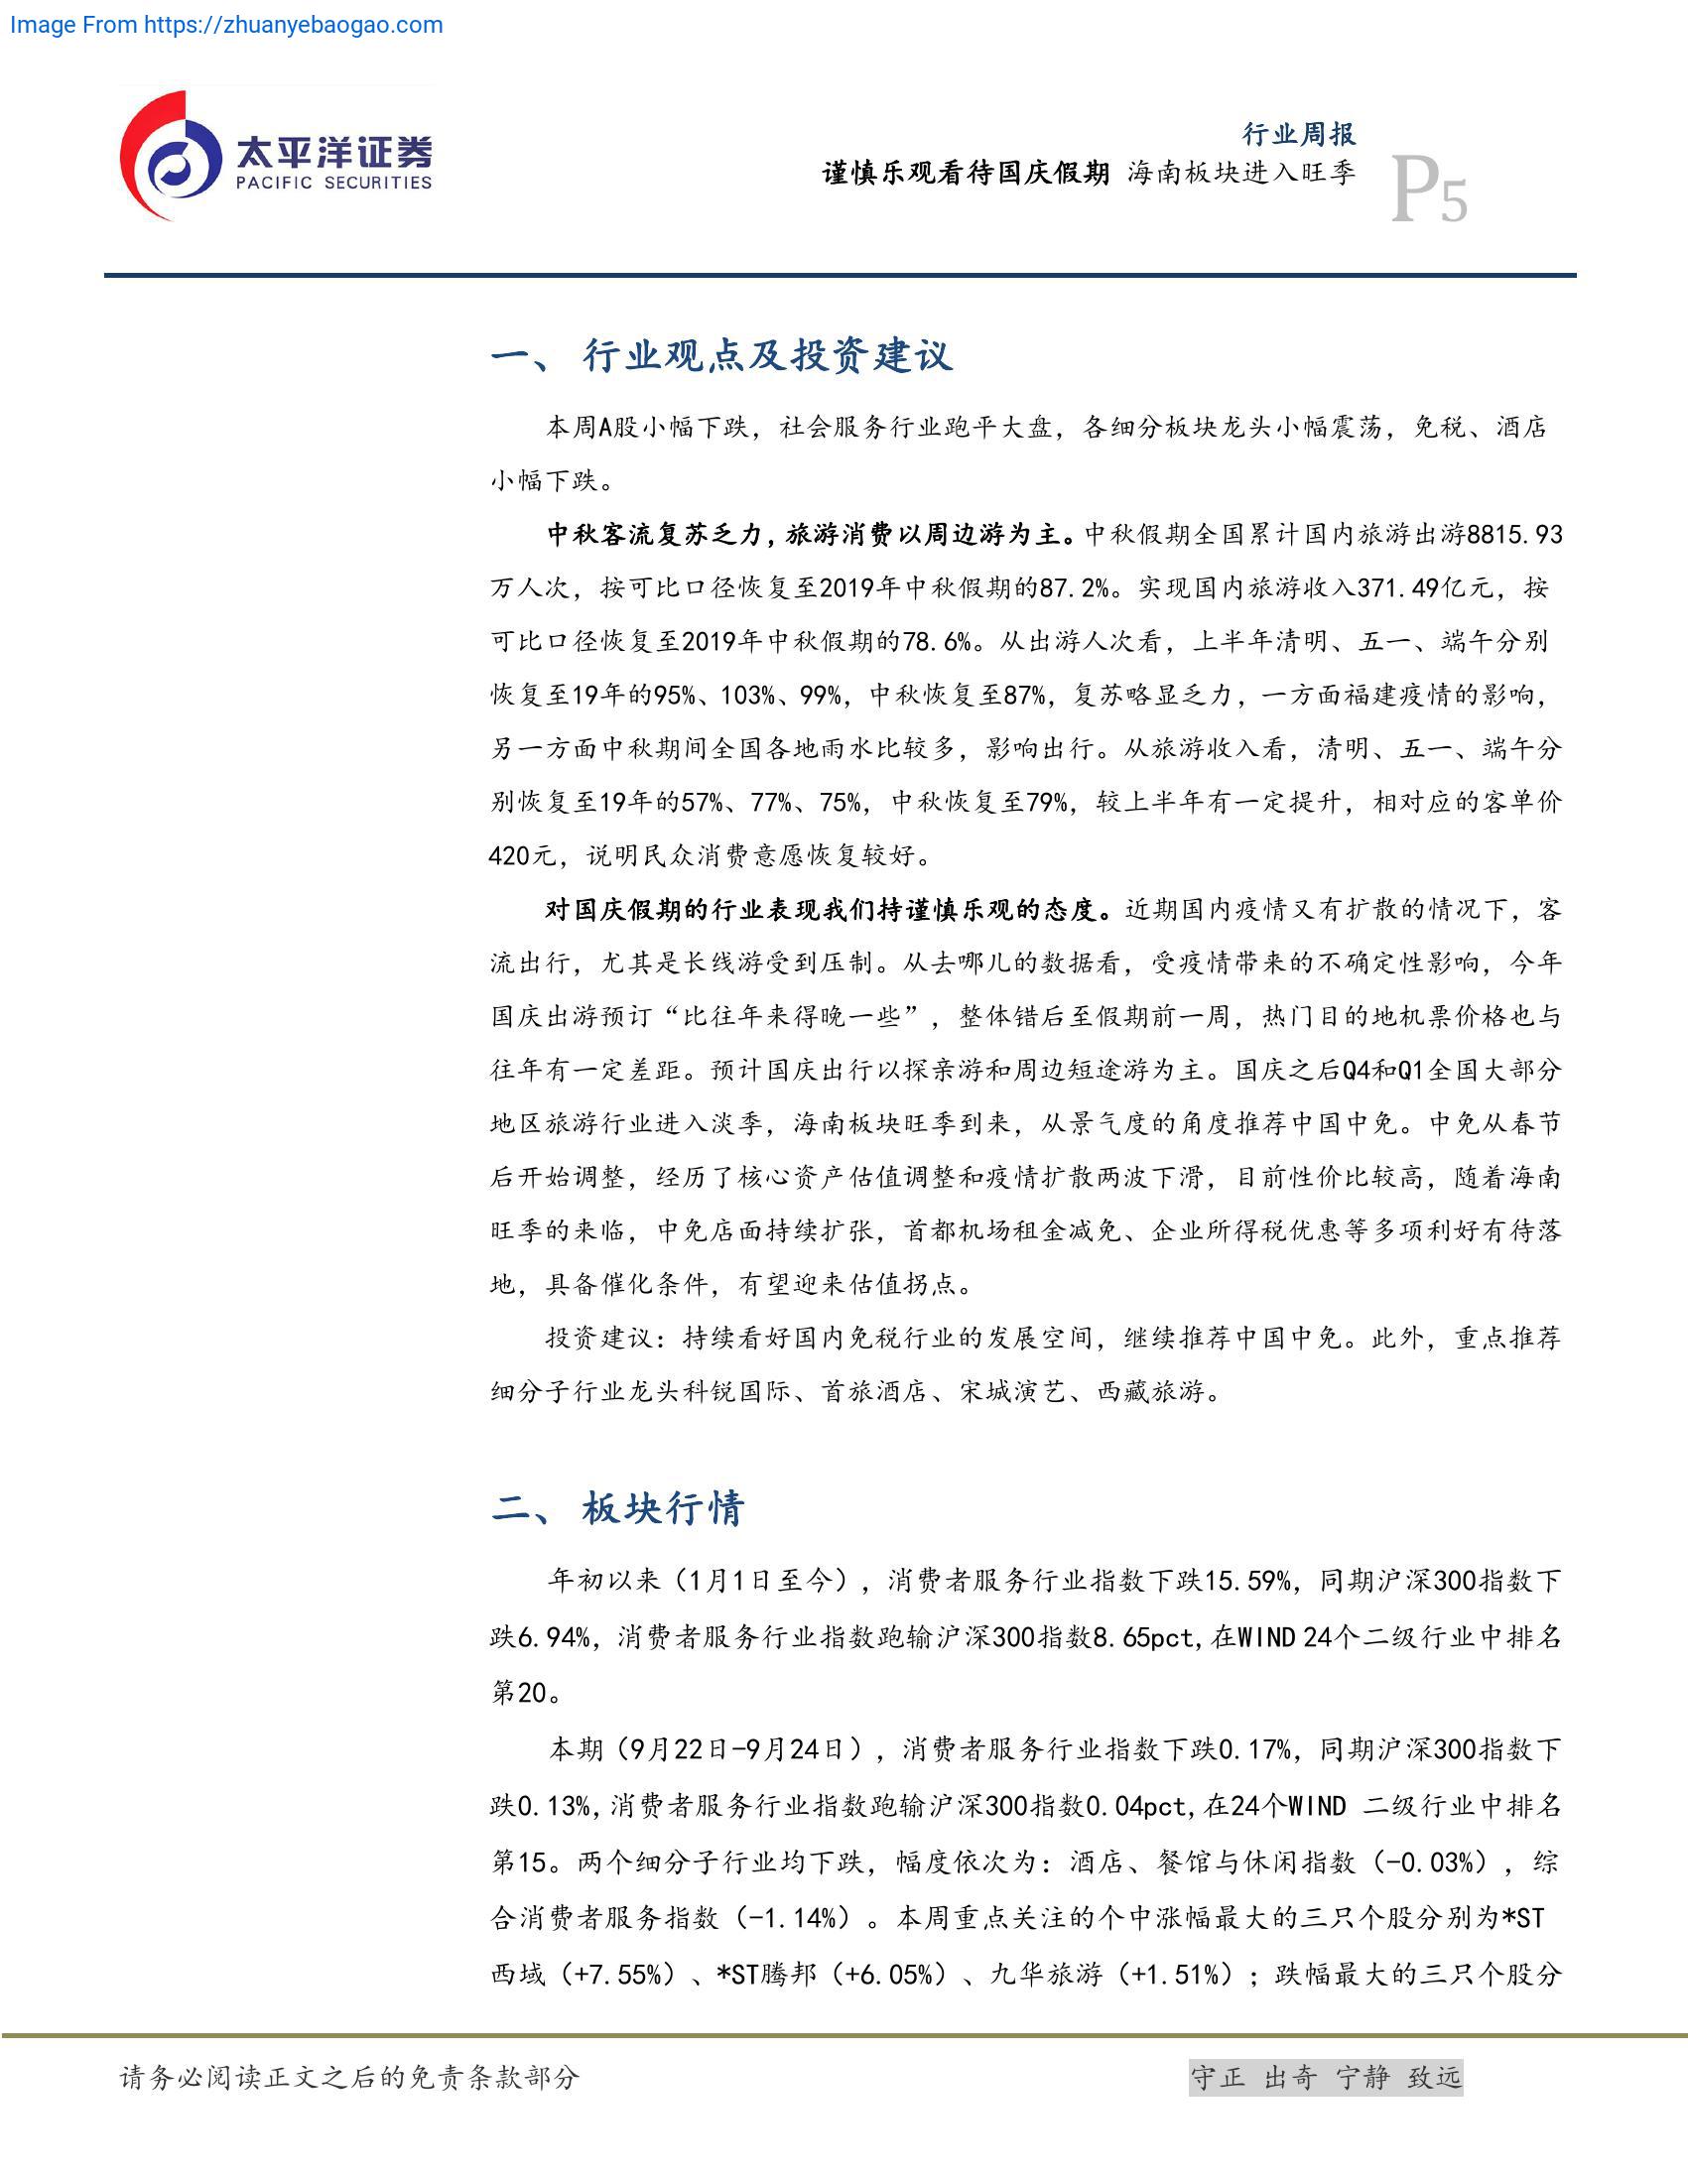 Image From https://zhuanyebaogao.com
太平洋证券
PACIFIC SECURITIES
行业周报
谨慎乐观看待国庆假期 海南板块进入旺季
P5
一、 行业观点及投资建议
本周A股小幅下跌，社会服务行业跑平大盘，各细分板块龙头小幅震荡，免税、酒店
小幅下跌。
中秋客流复苏乏力，旅游消费以周边游为主。中秋假期全国累计国内旅游出游8815.93
万人次，按可比口径恢复至2019年中秋假期的87.2%。实现国内旅游收入371.49亿元，按
可比口径恢复至2019年中秋假期的78.6%。从出游人次看，上半年清明、五一、端午分别
恢复至19年的95%、103%、99%，中秋恢复至87%，复苏略显乏力，一方面福建疫情的影响，
另一方面中秋期间全国各地雨水比较多，影响出行。从旅游收入看，清明、五一、端午分
别恢复至19年的57%、77%、75%，中秋恢复至79%，较上半年有一定提升，相对应的客单价
420元，说明民众消费意愿恢复较好。
对国庆假期的行业表现我们持谨慎乐观的态度。近期国内疫情又有扩散的情况下，客
流出行，尤其是长线游受到压制。从去哪儿的数据看，受疫情带来的不确定性影响，今年
国庆出游预订“比往年来得晚一些”，整体错后至假期前一周，热门目的地机票价格也与
往年有一定差距。预计国庆出行以探亲游和周边短途游为主。国庆之后Q4和Q1全国大部分
地区旅游行业进入淡季，海南板块旺季到来，从景气度的角度推荐中国中免。中免从春节
后开始调整，经历了核心资产估值调整和疫情扩散两波下滑，目前性价比较高，随着海南
旺季的来临，中免店面持续扩张，首都机场租金减免、企业所得税优惠等多项利好有待落
地，具备催化条件，有望迎来估值拐点。
投资建议：持续看好国内免税行业的发展空间，继续推荐中国中免。此外，重点推荐
细分子行业龙头科锐国际、首旅酒店、宋城演艺、西藏旅游。
二、 板块行情
年初以来（1月1日至今），消费者服务行业指数下跌15.59%，同期沪深300指数下
跌6.94%，消费者服务行业指数跑输沪深300指数8.65pct,在WIND 24个二级行业中排名
第20。
本期（9月22日-9月24日），消费者服务行业指数下跌0.17%，同期沪深300指数下
跌0.13%,消费者服务行业指数跑输沪深300指数0.04pct,在24个WIND 二级行业中排名
第15。两个细分子行业均下跌，幅度依次为：酒店、餐馆与休闲指数（-0.03%），综
合消费者服务指数（-1.14%）。本周重点关注的个中涨幅最大的三只个股分别为*ST
西域（+7.55%）、*ST腾邦（+6.05%）、九华旅游（+1.51%）；跌幅最大的三只个股分
请务必阅读正文之后的免责条款部分
守正 出奇 宁静 致远